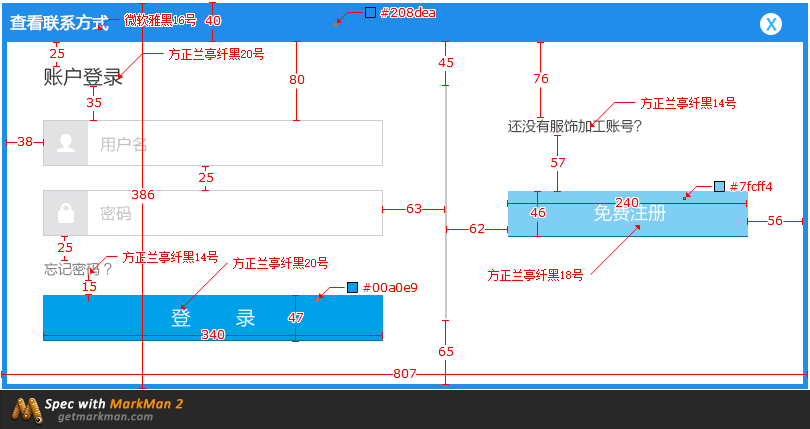 查看联系方式
微软雅黑16号
40
#208dea
X
25
方正兰亭纤黑20号
账户登录
80
45
76
35
方正兰亭纤黑14号
还没有服饰加工账号?
38
用户名
57
25
386
#7fcff4
240
密码
63
46
免费注册
56
62
25
方正兰亭纤黑14号
忘记密码？
方正兰亭纤黑20号
方正兰亭纤黑18号
15
#00a0e9
登 录
47
340
65
807
Spec with MarkMan 2
getmarkman.com